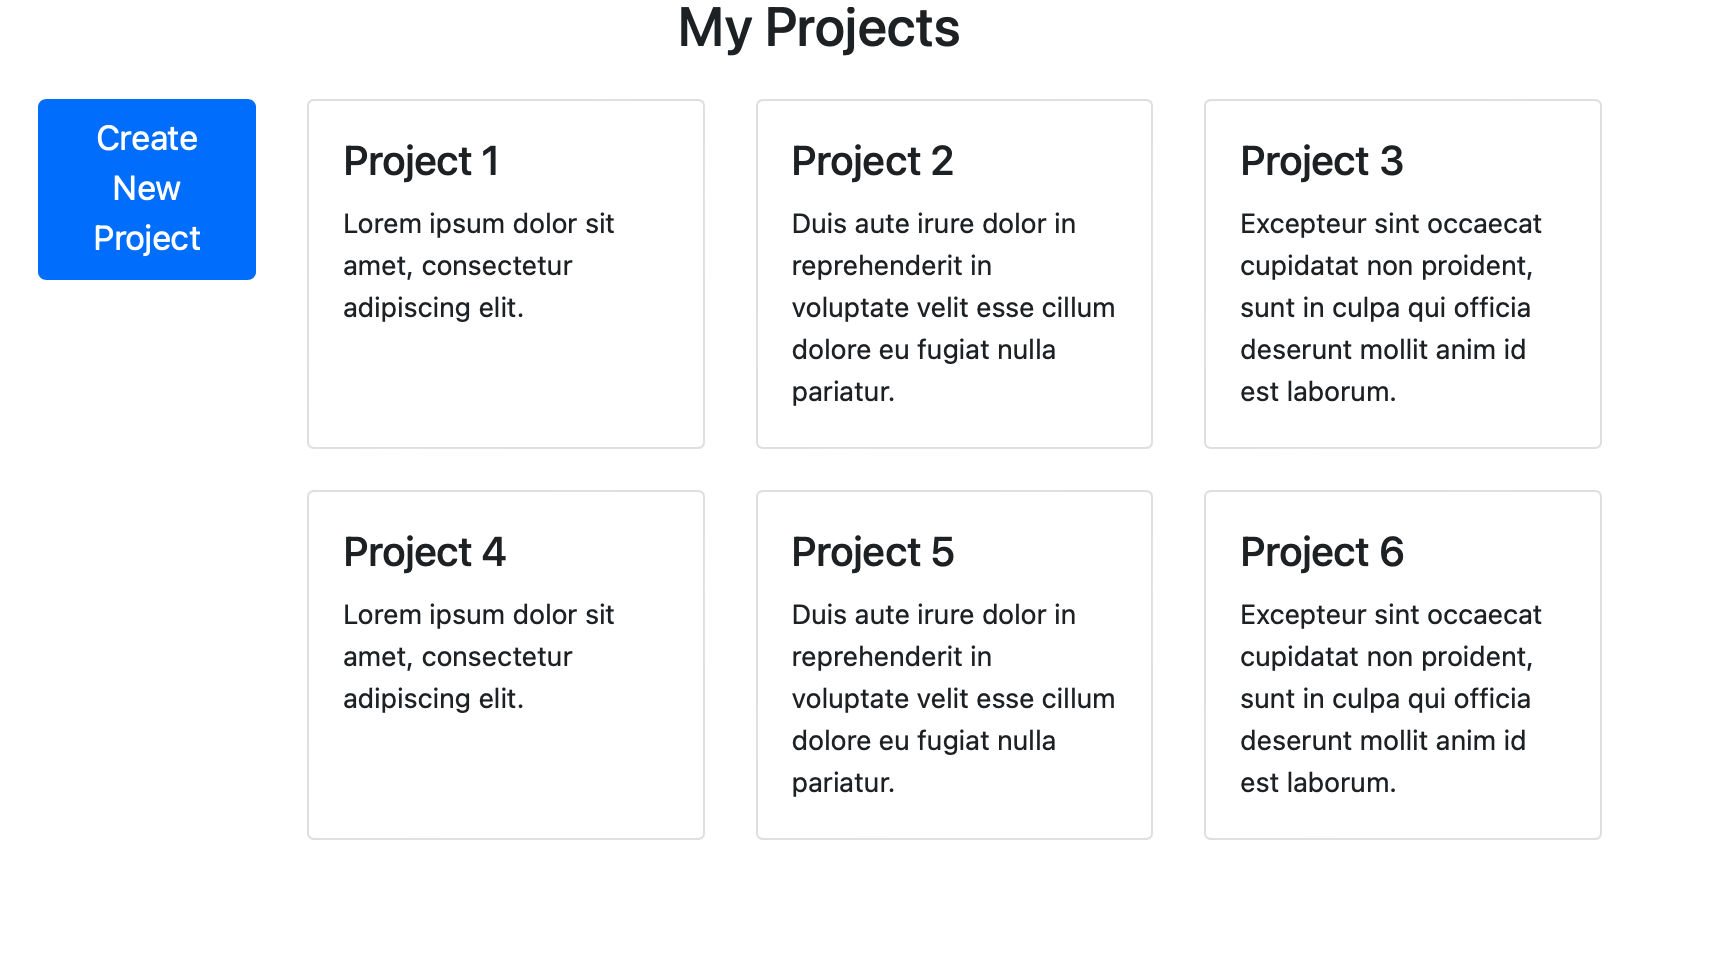 My Projects
Create
New
Project
Project 1
Lorem ipsum dolor sit
amet, consectetur
adipiscing elit.
Project 2
Duis aute irure dolor in
reprehenderit in
voluptate velit esse cillum
dolore eu fugiat nulla
pariatur.
Project 3
Excepteur sint occaecat
cupidatat non proident,
sunt in culpa qui officia
deserunt mollit anim id
est laborum.
Project 4
Lorem ipsum dolor sit
amet, consectetur
adipiscing elit.
Project 5
Duis aute irure dolor in
reprehenderit in
voluptate velit esse cillum
dolore eu fugiat nulla
pariatur.
Project 6
Excepteur sint occaecat
cupidatat non proident,
sunt in culpa qui officia
deserunt mollit anim id
est laborum.